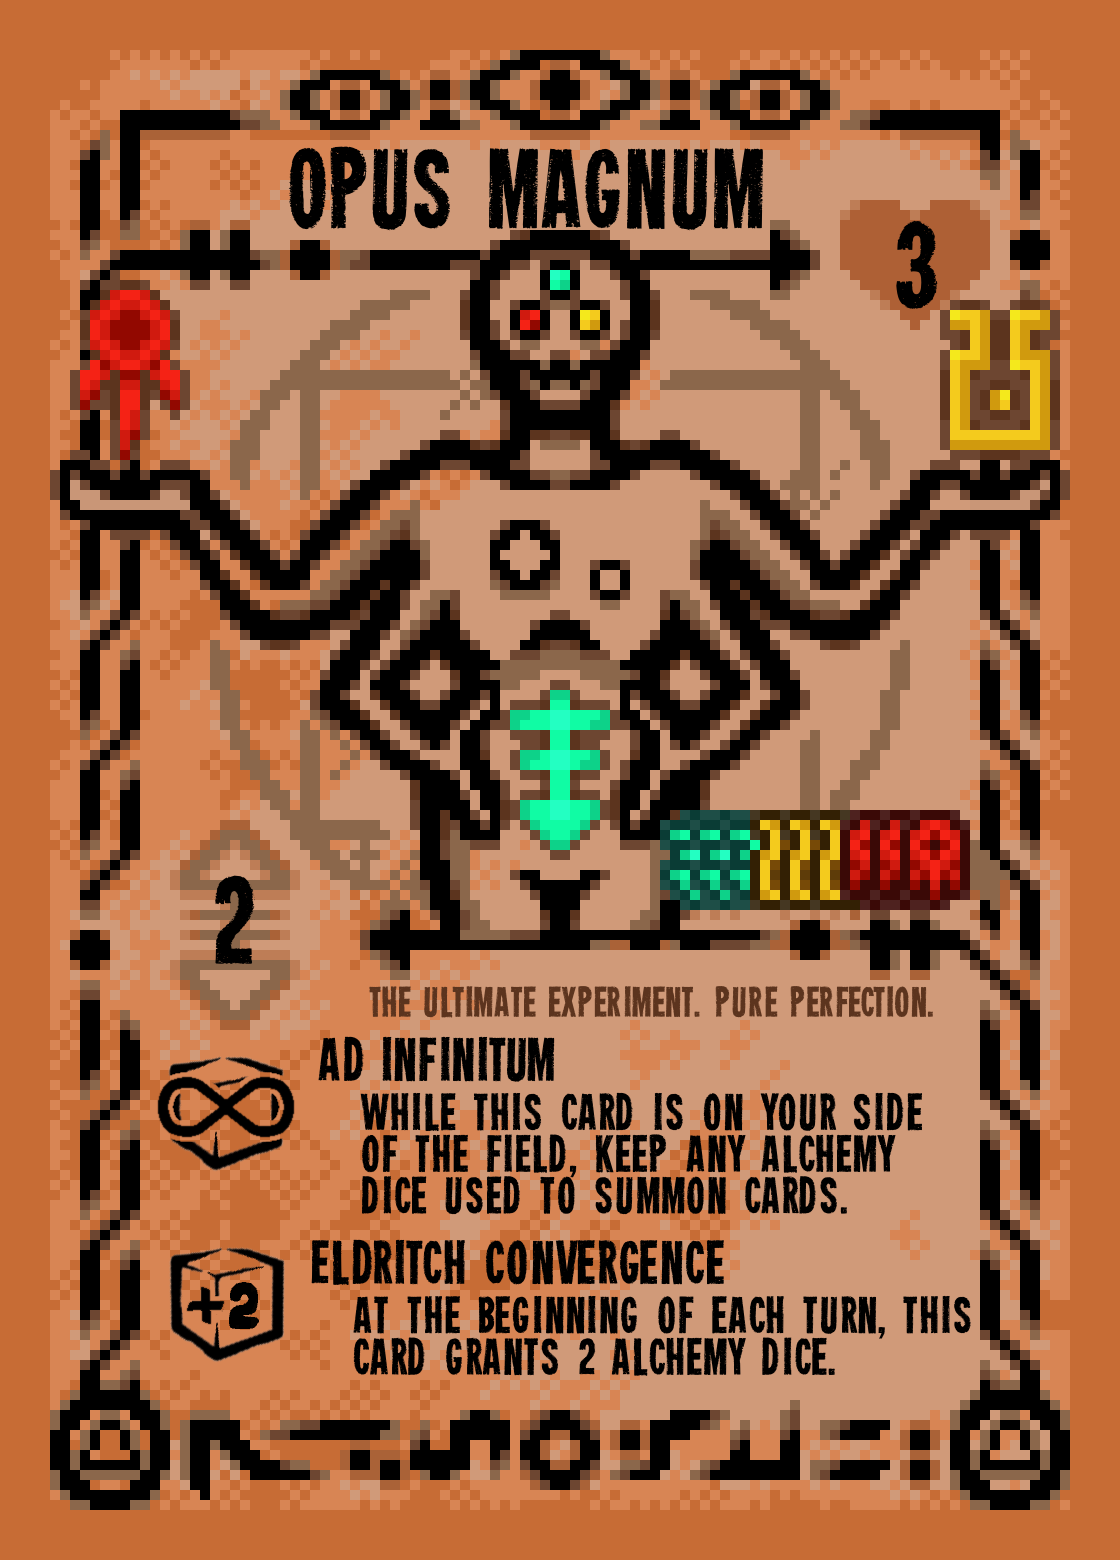 OPUS MAGNUM
3
2
THE ULTIMATE EXPERIMENT. PURE PERFECTION.
AD INFINITUM
WHILE THIS CARD IS ON YOUR SIDE
OF THE FIELD, KEEP ANY ALCHEMY
DICE USED TO SUMMON CARDS.
+2
ELDRITCH CONVERGENCE
AT THE BEGINNING OF EACH TURN, THIS
CARD GRANTS 2 ALCHEMY DICE.